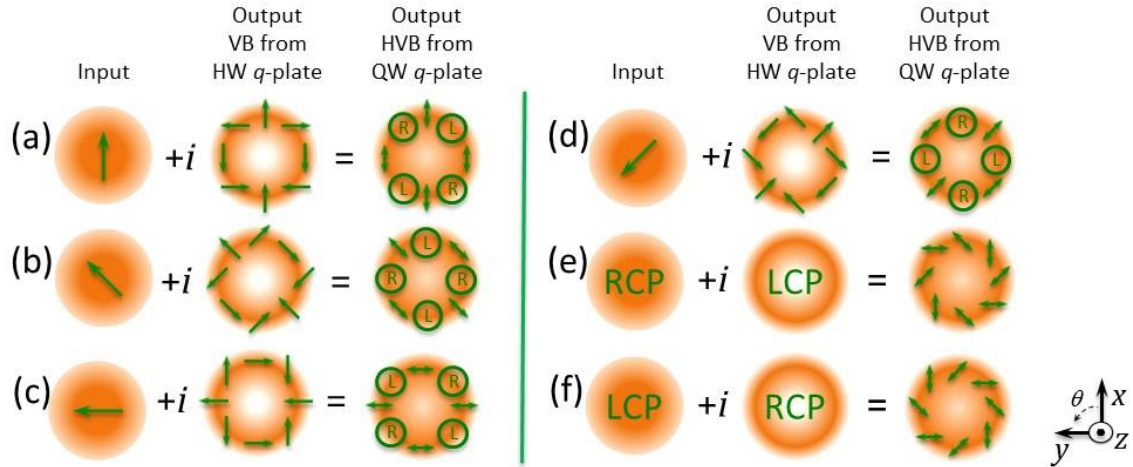 Input
Output
VB from
HW q-plate
Output
HVB from
QW q-plate
(a)
+i
=
R L
L R
(b)
+i
=
L
R R
L
(c)
+i
=
L R
R L
Input
Output
VB from
HW q-plate
Output
HVB from
QW q-plate
(d)
+i
=
R
L L
R
(e) RCP +i LCP =
(f) LCP +i RCP =
θ x
y z